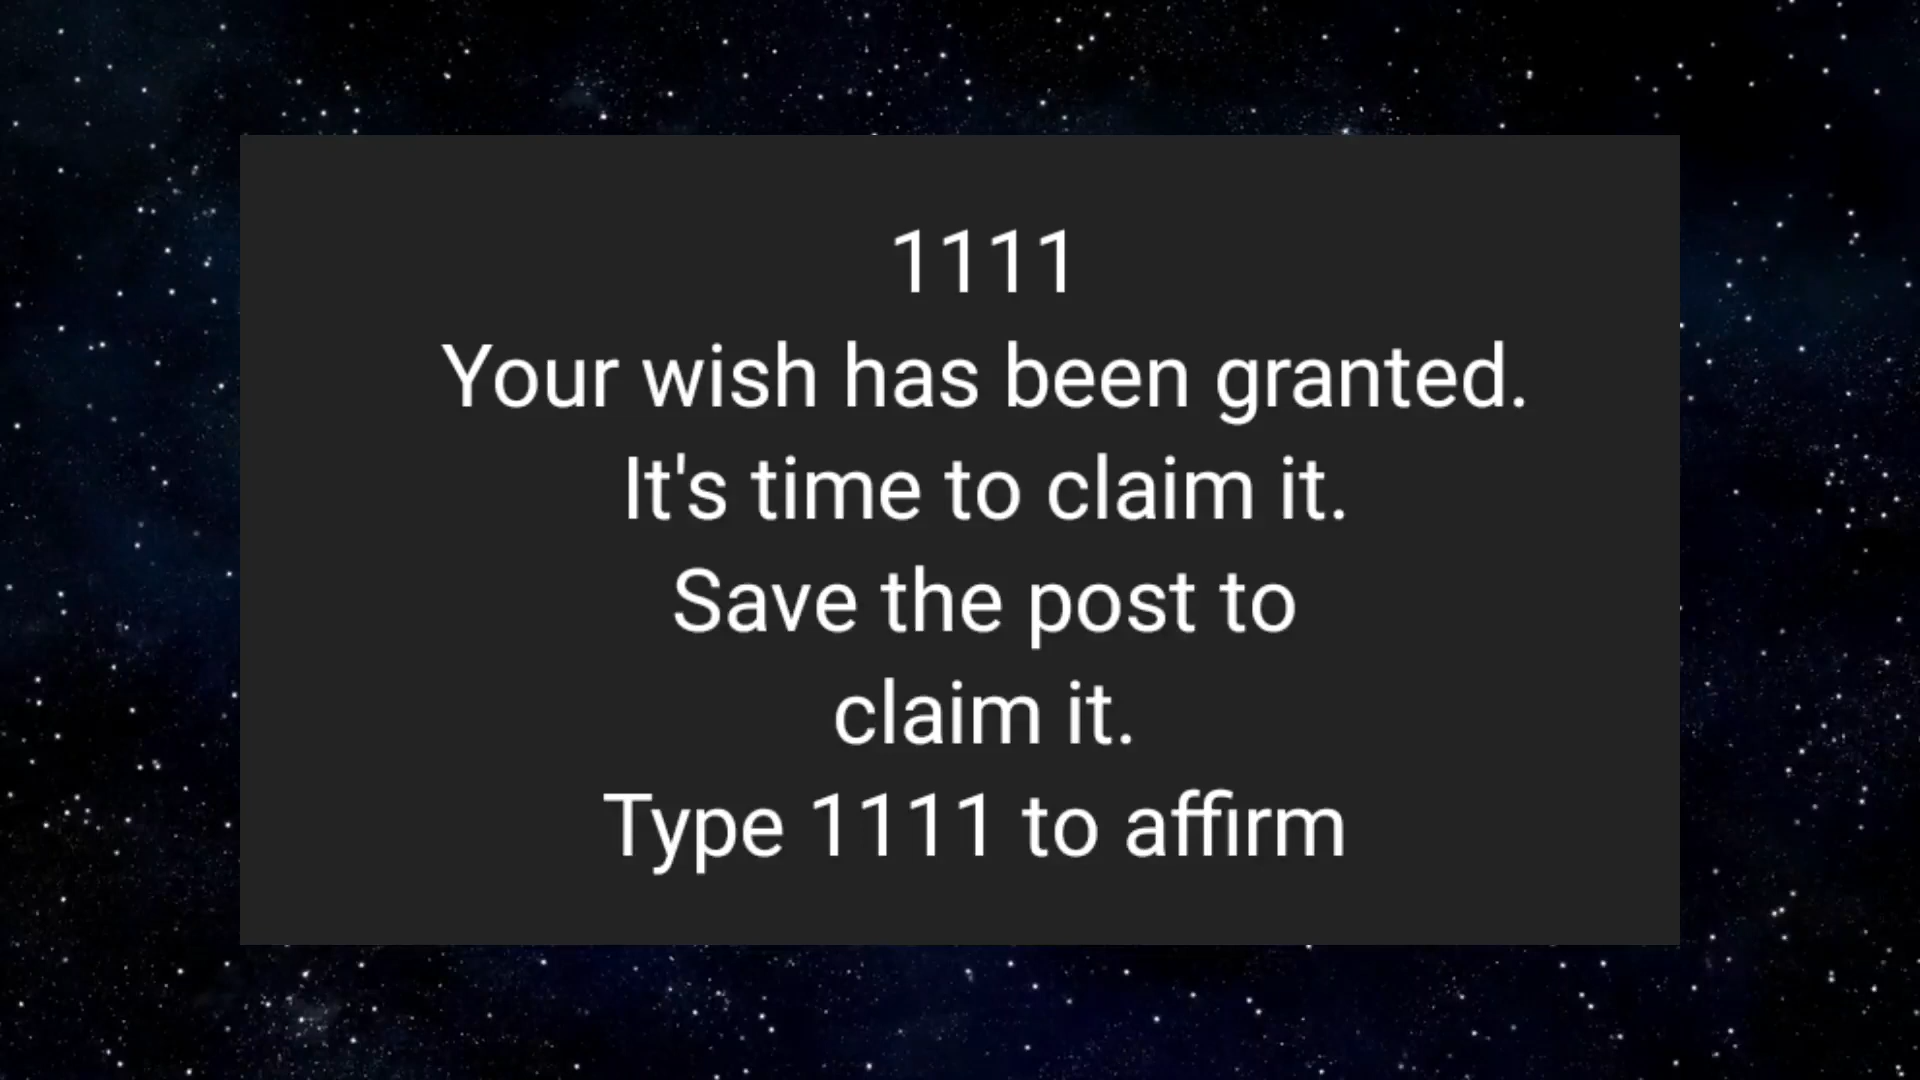 1111
Your wish has been granted.
It's time to claim it.
Save the post to
claim it.
Type 1111 to affirm